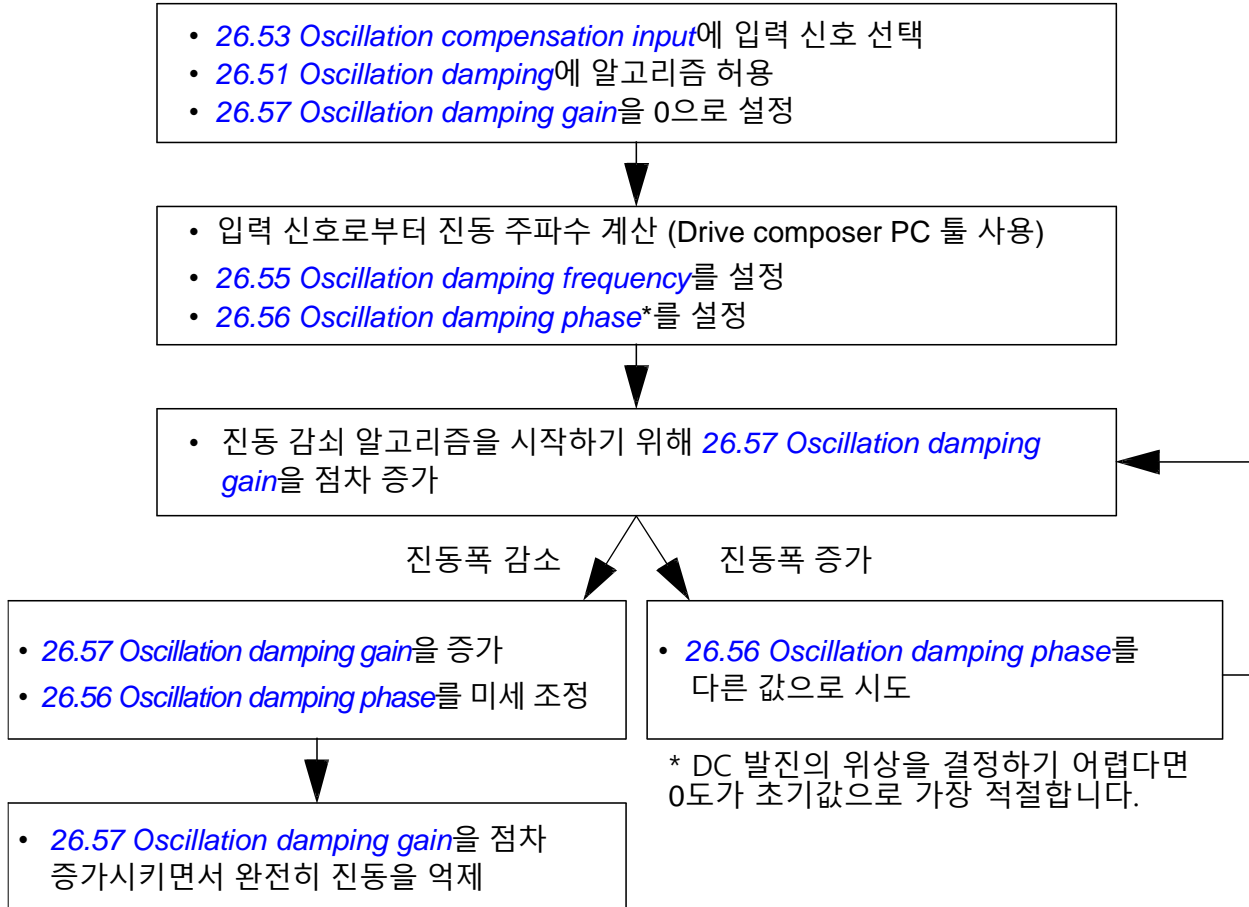 • 26.53 Oscillation compensation input에 입력 신호 선택
• 26.51 Oscillation damping에 알고리즘 허용
• 26.57 Oscillation damping gain을 0으로 설정
• 입력 신호로부터 진동 주파수 계산 (Drive composer PC 툴 사용)
• 26.55 Oscillation damping frequency를 설정
• 26.56 Oscillation damping phase*를 설정
• 진동 감쇠 알고리즘을 시작하기 위해 26.57 Oscillation damping
gain을 점차 증가
진동폭 감소
진동폭 증가
• 26.57 Oscillation damping gain을 증가
• 26.56 Oscillation damping phase를 미세 조정
• 26.56 Oscillation damping phase를
다른 값으로 시도
* DC 발진의 위상을 결정하기 어렵다면
0도가 초기값으로 가장 적절합니다.
• 26.57 Oscillation damping gain을 점차
증가시키면서 완전히 진동을 억제